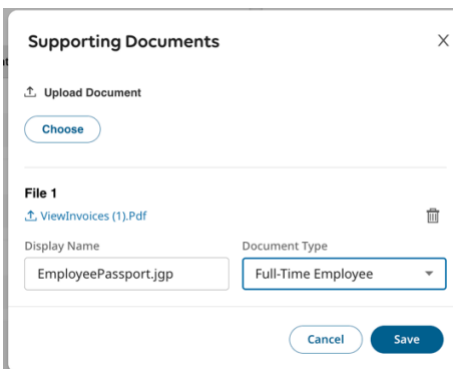 Supporting Documents
Upload Document
Choose
File 1
ViewInvoices (1).Pdf
Display Name
Document Type
EmployeePassport.jgp
Full-Time Employee
Cancel
Save